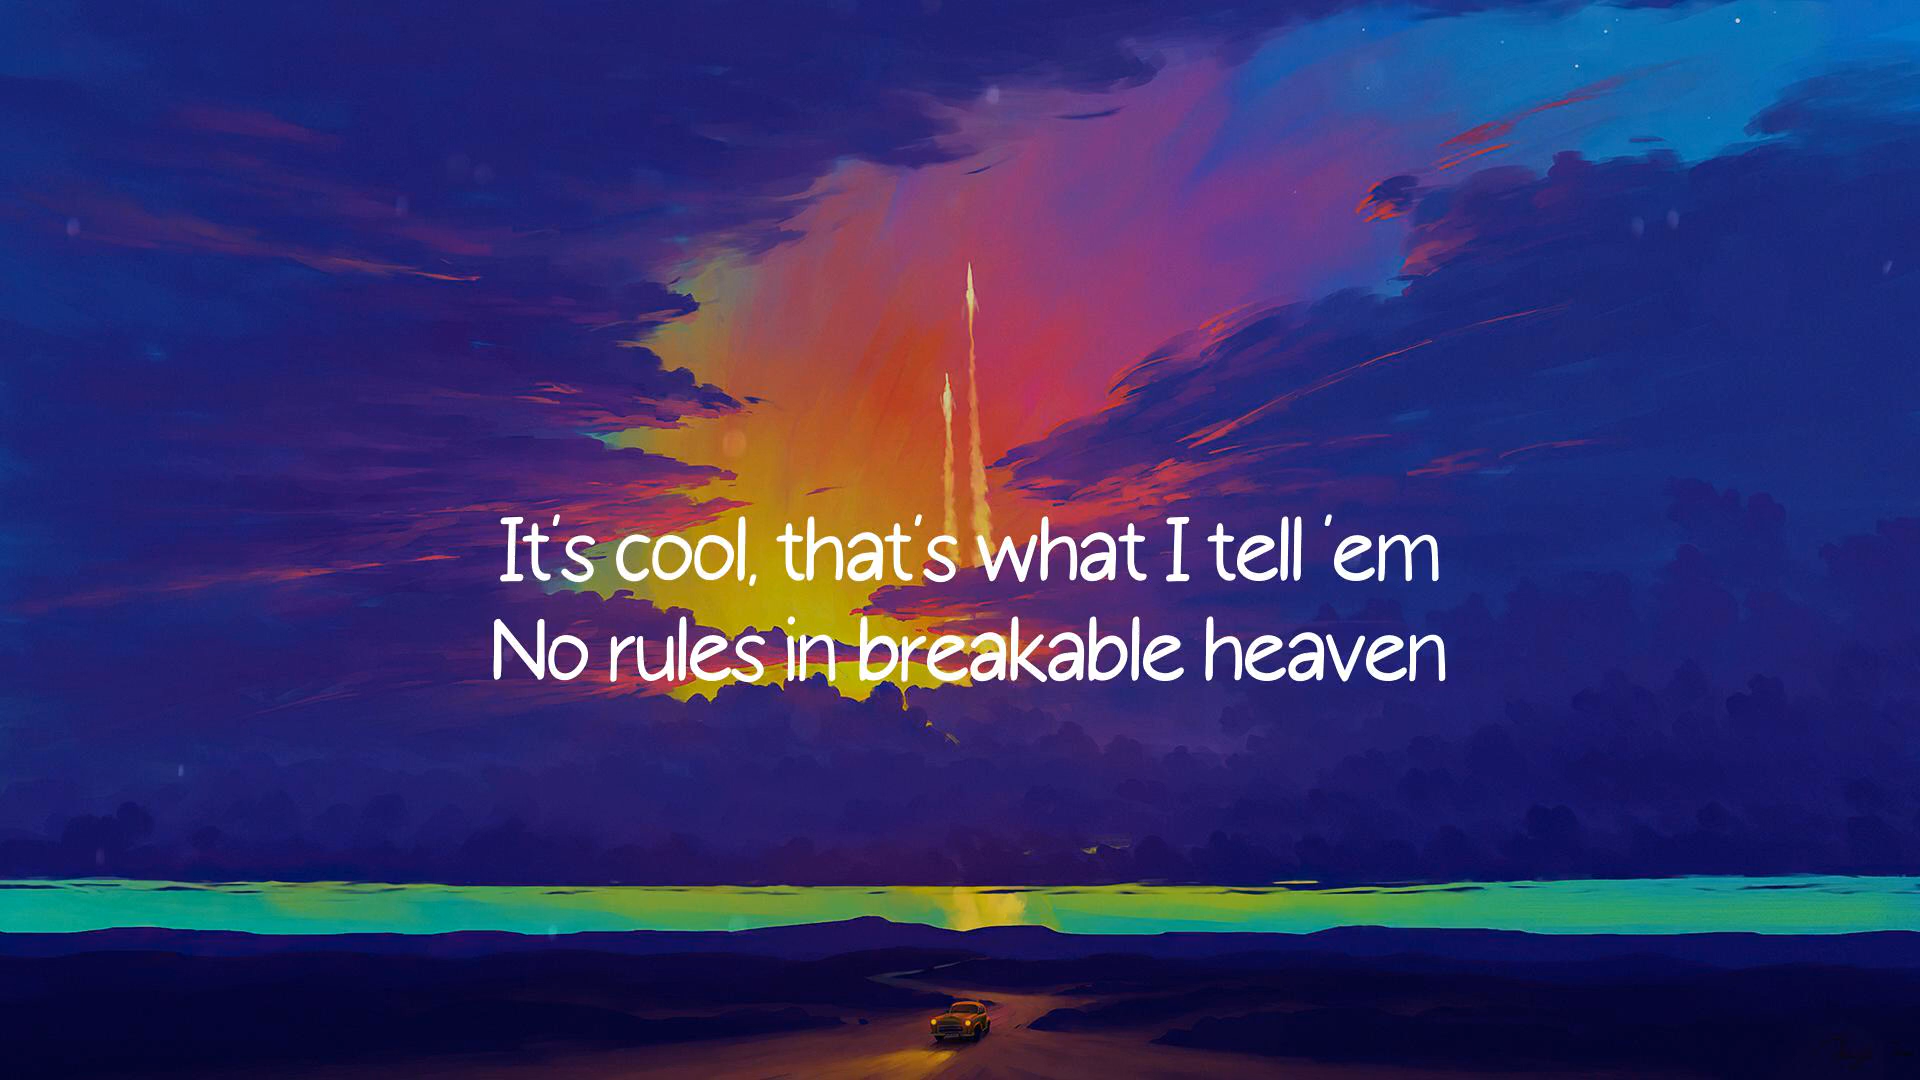 It's cool, that's what I tell 'em
No rules in breakable heaven